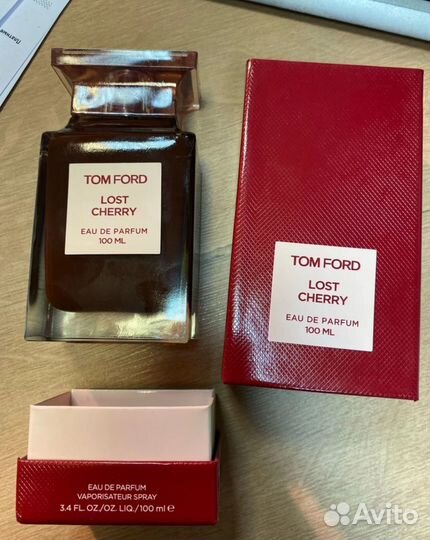 TOM FORD
LOST
CHERRY
EAU DE PARFUM
100 ML
TOM FORD
LOST
CHERRY
EAU DE PARFUM
100 ML
EAU DE PARFUM
VAPORISATEUR SPRAY
3.4 FL. OZ./OZ. LIQ./100 ml ℮
Avito